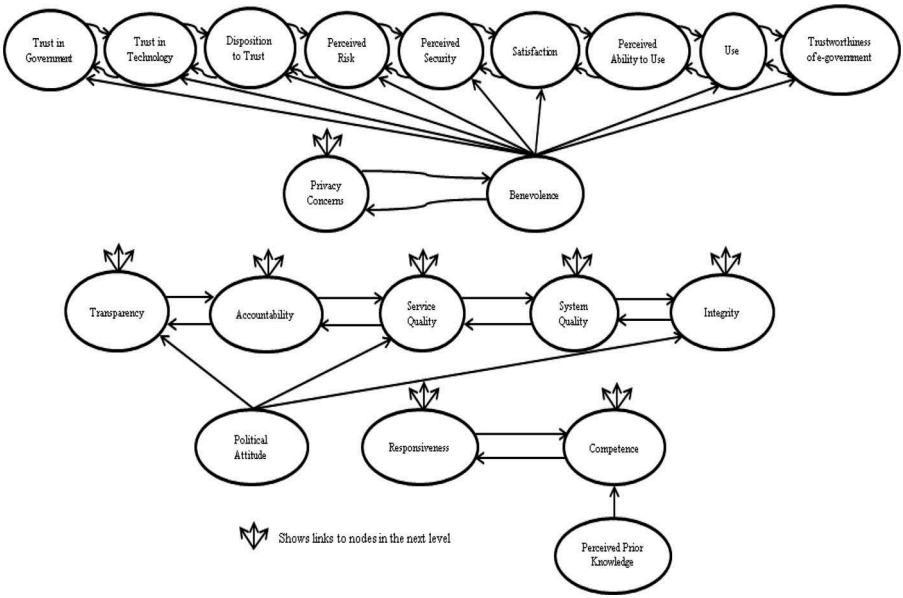 Trust in
Government
Trust in
Technology
Disposition
to Trust
Perceived
Risk
Perceived
Security
Satisfaction
Perceived
Ability to Use
Use
Trustworthiness
of e-government
Privacy
Concerns
Benevolence
Transparency
Accountability
Service
Quality
System
Quality
Integrity
Political
Attitude
Responsiveness
Competence
Shows links to nodes in the next level
Perceived Prior
Knowledge